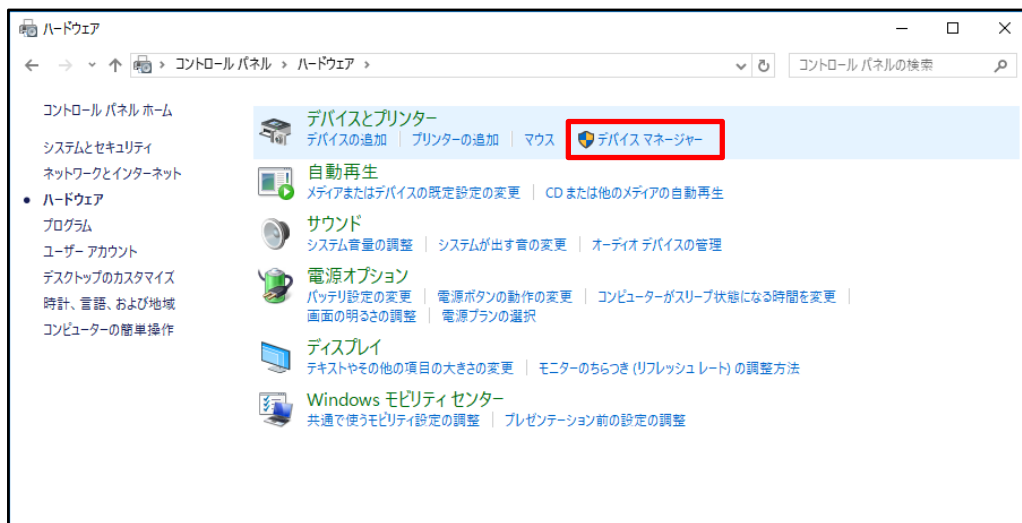 ハードウェア
コントロール パネル › ハードウェア ›
コントロール パネルの検索
コントロール パネル ホーム
システムとセキュリティ
ネットワークとインターネット
ハードウェア
プログラム
ユーザー アカウント
デスクトップのカスタマイズ
時計、言語、および地域
コンピューターの簡単操作
デバイスとプリンター
デバイスの追加 | プリンターの追加 | マウス | デバイス マネージャー
自動再生
メディアまたはデバイスの既定設定の変更 | CD または他のメディアの自動再生
サウンド
システム音量の調整 | システムが出す音の変更 | オーディオ デバイスの管理
電源オプション
バッテリ設定の変更 | 電源ボタンの動作の変更 | コンピューターがスリープ状態になる時間を変更 |
画面の明るさの調整 | 電源プランの選択
ディスプレイ
テキストやその他の項目の大きさの変更 | モニターのちらつき (リフレッシュ レート) の調整方法
Windows モビリティ センター
共通で使うモビリティ設定の調整 | プレゼンテーション前の設定の調整